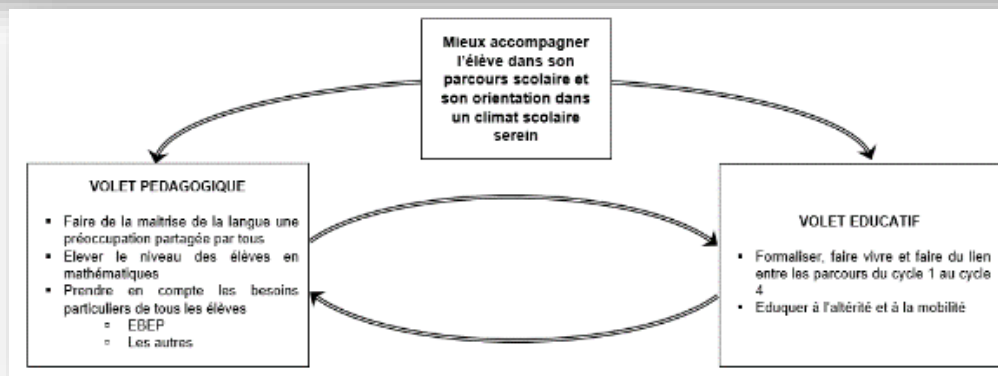 Mieux accompagner
l'élève dans son
parcours scolaire et
son orientation dans
un climat scolaire
serein
VOLET PEDAGOGIQUE
▪ Faire de la maîtrise de la langue une
préoccupation partagée par tous
▪ Elever le niveau des élèves en
mathématiques
▪ Prendre en compte les besoins
particuliers de tous les élèves
▫ EBEP
▫ Les autres
VOLET EDUCATIF
▪ Formaliser, faire vivre et faire du lien
entre les parcours du cycle 1 au cycle
4
▪ Eduquer à l'altérité et à la mobilité